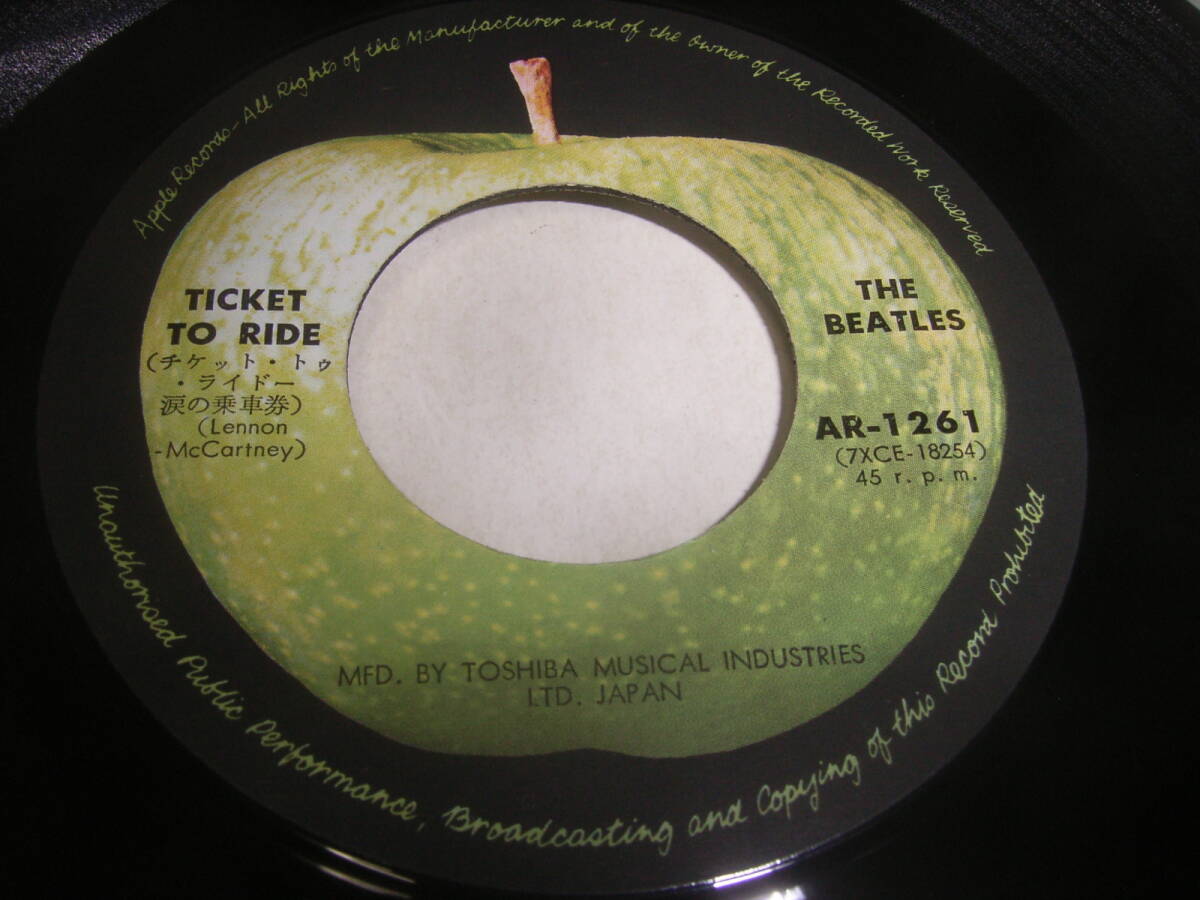 Apple Records-All Rights of the Manufacturer and of the Owner of the Recorded Work Reserved
TICKET
TO RIDE
(チケット・トゥ
・ライドー
涙の乗車券)
(Lennon
-McCartney)
THE
BEATLES
AR-1261
(7XCE-18254)
45 r. p. m.
MFD. BY TOSHIBA MUSICAL INDUSTRIES
LTD. JAPAN
Unauthorised Public Performance, Broadcasting and Copying of this Record Prohibited